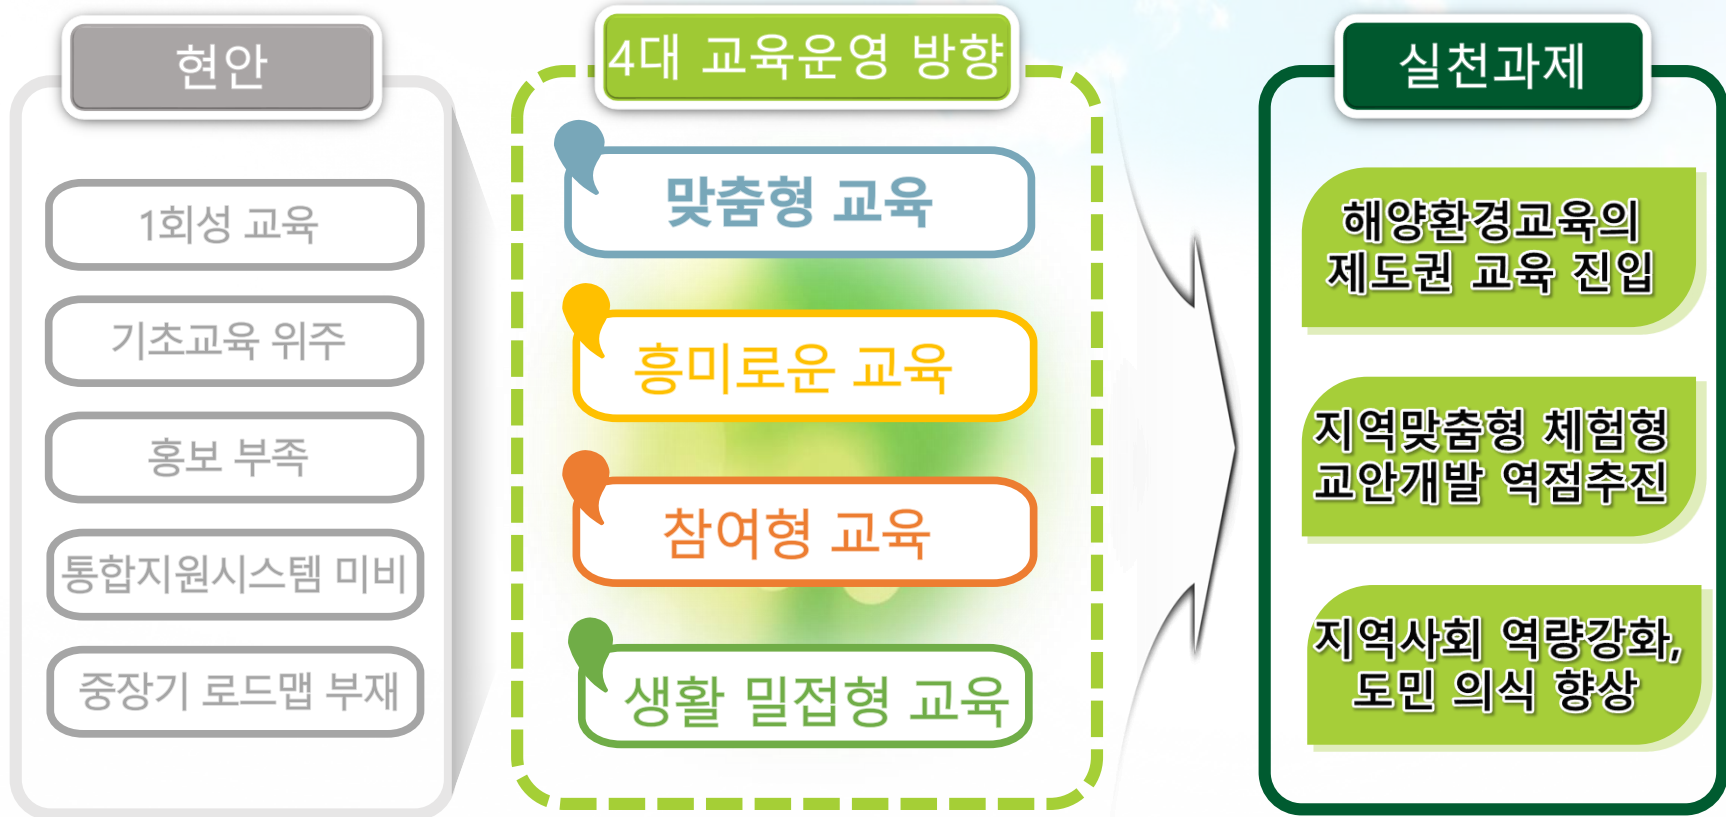 현안
1회성 교육
기초교육 위주
홍보 부족
통합지원시스템 미비
중장기 로드맵 부재
4대 교육운영 방향
맞춤형 교육
흥미로운 교육
참여형 교육
생활 밀접형 교육
실천과제
해양환경교육의
제도권 교육 진입
지역맞춤형 체험형
교안개발 역점추진
지역사회 역량강화,
도민 의식 향상